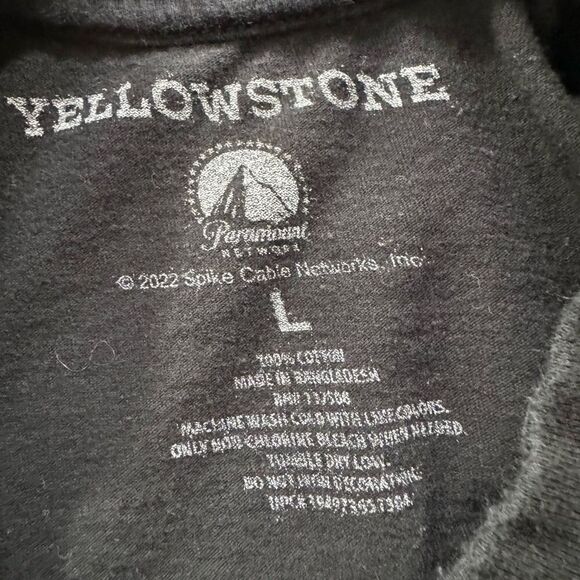 YELLOWSTONE
Paramount
NETWORK
© 2022 Spike Cable Networks, Inc.
L
100% COTTON
MADE IN BANGLADESH
MACHINE WASH COLD WITH LIKE COLORS.
ONLY NON-CHLORINE BLEACH WHEN NEEDED
TUMBLE DRY LOW.
DO NOT IRON DECORATION.